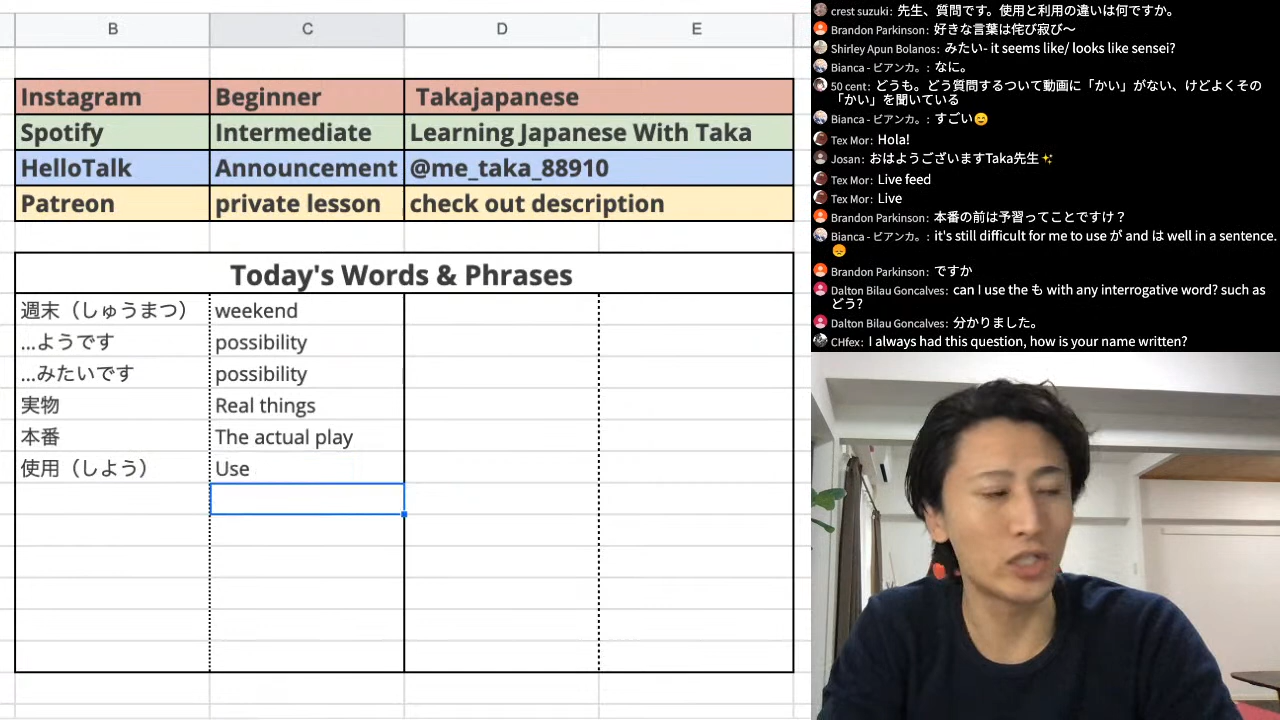 B C D E
Instagram Beginner Takajapanese
Spotify Intermediate Learning Japanese With Taka
HelloTalk Announcement @me_taka_88910
Patreon private lesson check out description
Today's Words & Phrases
週末（しゅうまつ） weekend
...ようです possibility
...みたいです possibility
実物 Real things
本番 The actual play
使用（しよう） Use
crest suzuki: 先生、質問です。使用と利用の違いは何ですか。
Brandon Parkinson: 好きな言葉は侘び寂び〜
Shirley Apun Bolanos: みたい- it seems like/ looks like sensei?
Bianca - ビアンカ。: なに。
50 cent: どうも。どう質問するついて動画に「かい」がない、けどよくその
「かい」を聞いている
Bianca - ビアンカ。: すごい😊
Tex Mor: Hola!
Josan: おはようございますTaka先生✨
Tex Mor: Live feed
Tex Mor: Live
Brandon Parkinson: 本番の前は予習ってことですけ？
Bianca - ビアンカ。: it's still difficult for me to use が and は well in a sentence.
😞
Brandon Parkinson: ですか
Dalton Bilau Goncalves: can I use the も with any interrogative word? such as
どう?
Dalton Bilau Goncalves: 分かりました。
CHfex: I always had this question, how is your name written?